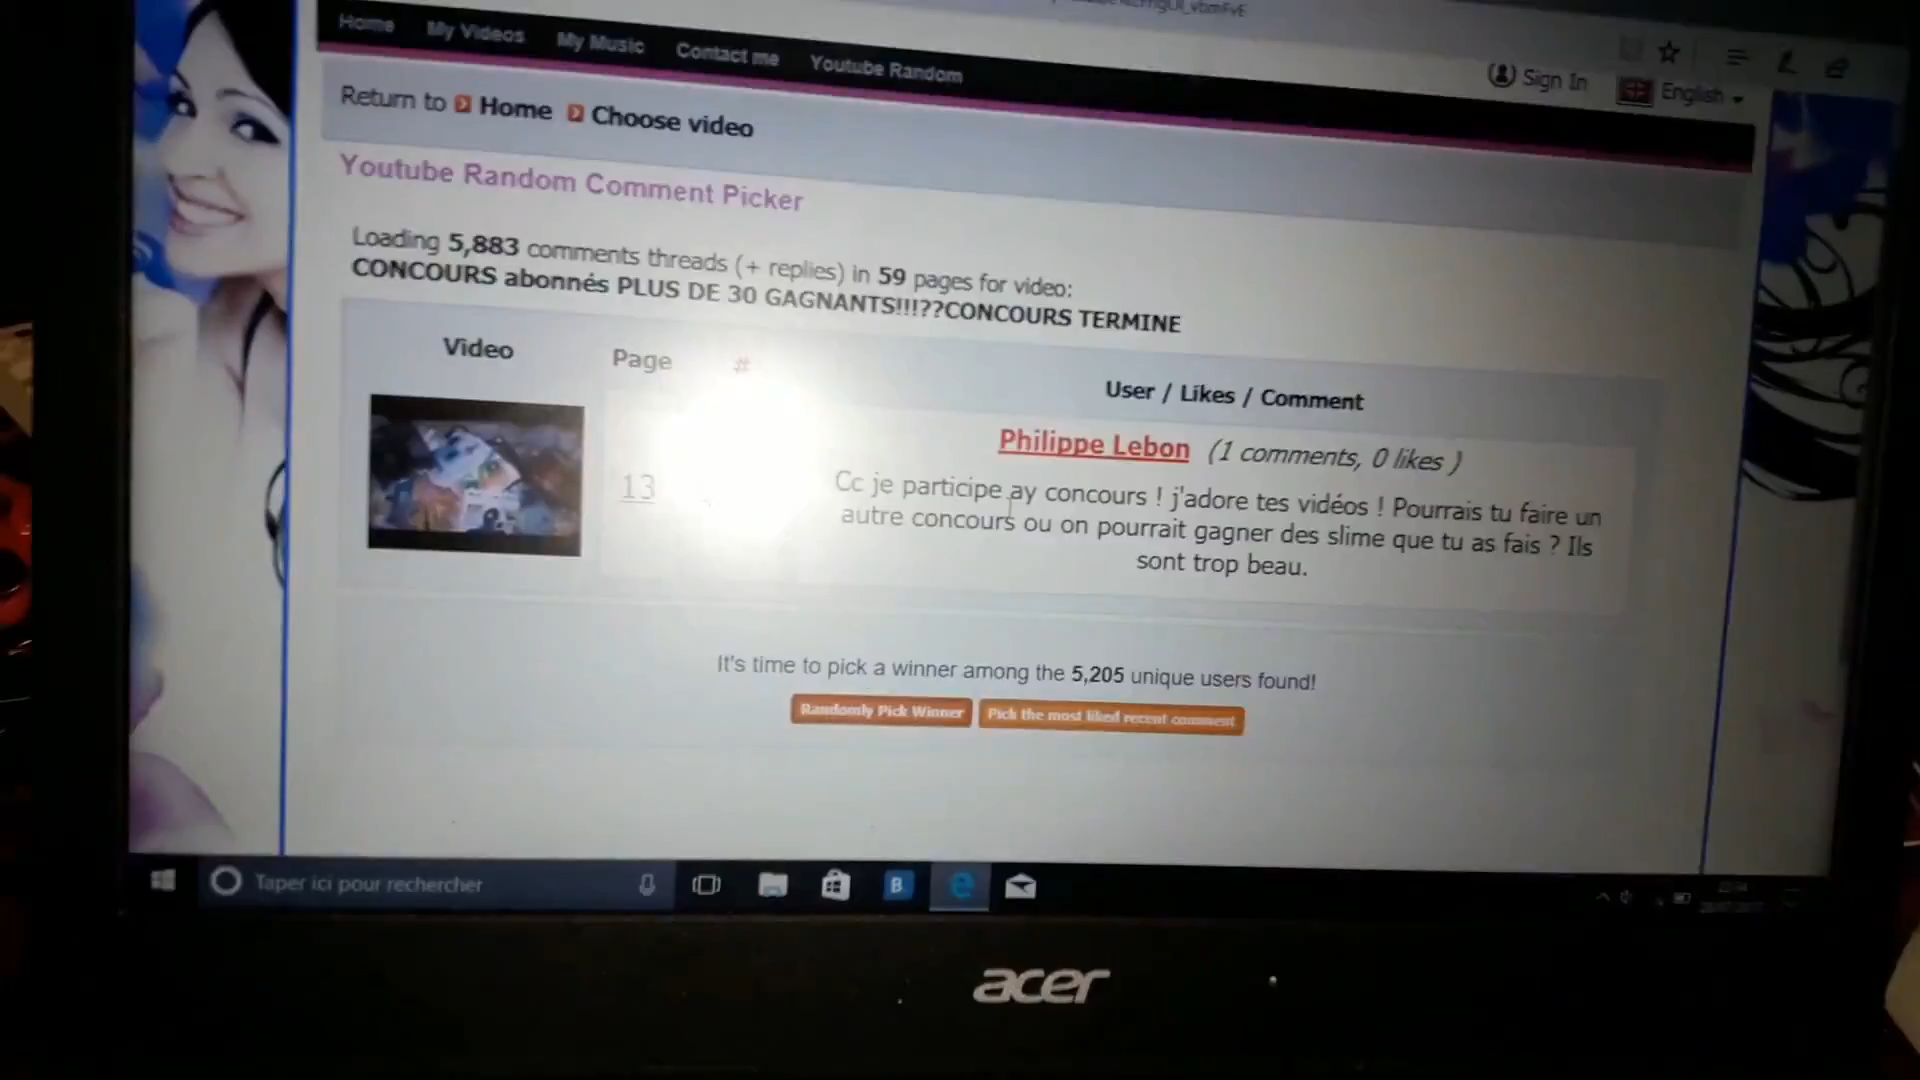 Home My Videos My Music Contact me Youtube Random
Sign In English
Return to Home Choose video
Youtube Random Comment Picker
Loading 5,883 comments threads (+ replies) in 59 pages for video:
CONCOURS abonnés PLUS DE 30 GAGNANTS!!!??CONCOURS TERMINE
Video Page # User / Likes / Comment
Philippe Lebon (1 comments, 0 likes )
13
Cc je participe ay concours ! j'adore tes vidéos ! Pourrais tu faire un
autre concours ou on pourrait gagner des slime que tu as fais ? Ils
sont trop beau.
It's time to pick a winner among the 5,205 unique users found!
Randomly Pick Winner Pick the most liked recent comment
Taper ici pour rechercher
B
acer